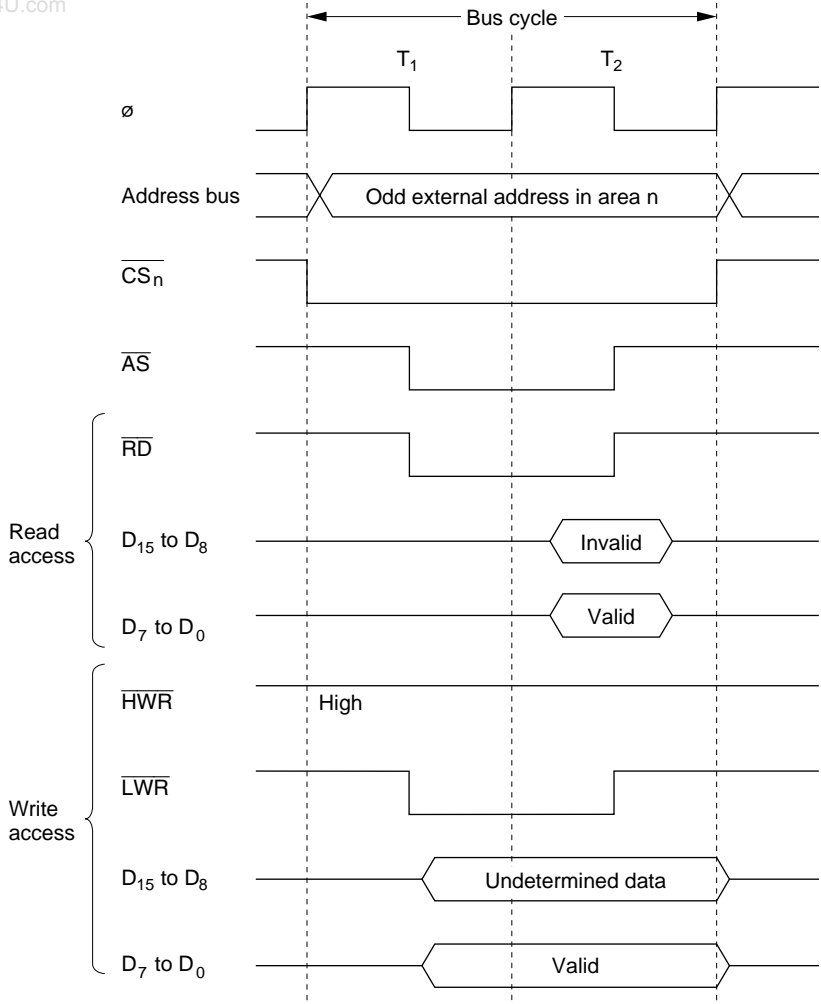 4U.com
Bus cycle
T1 T2
ø
Address bus Odd external address in area n
CSn
AS
RD
Read access
D15 to D8 Invalid
D7 to D0 Valid
HWR High
LWR
Write access
D15 to D8 Undetermined data
D7 to D0 Valid